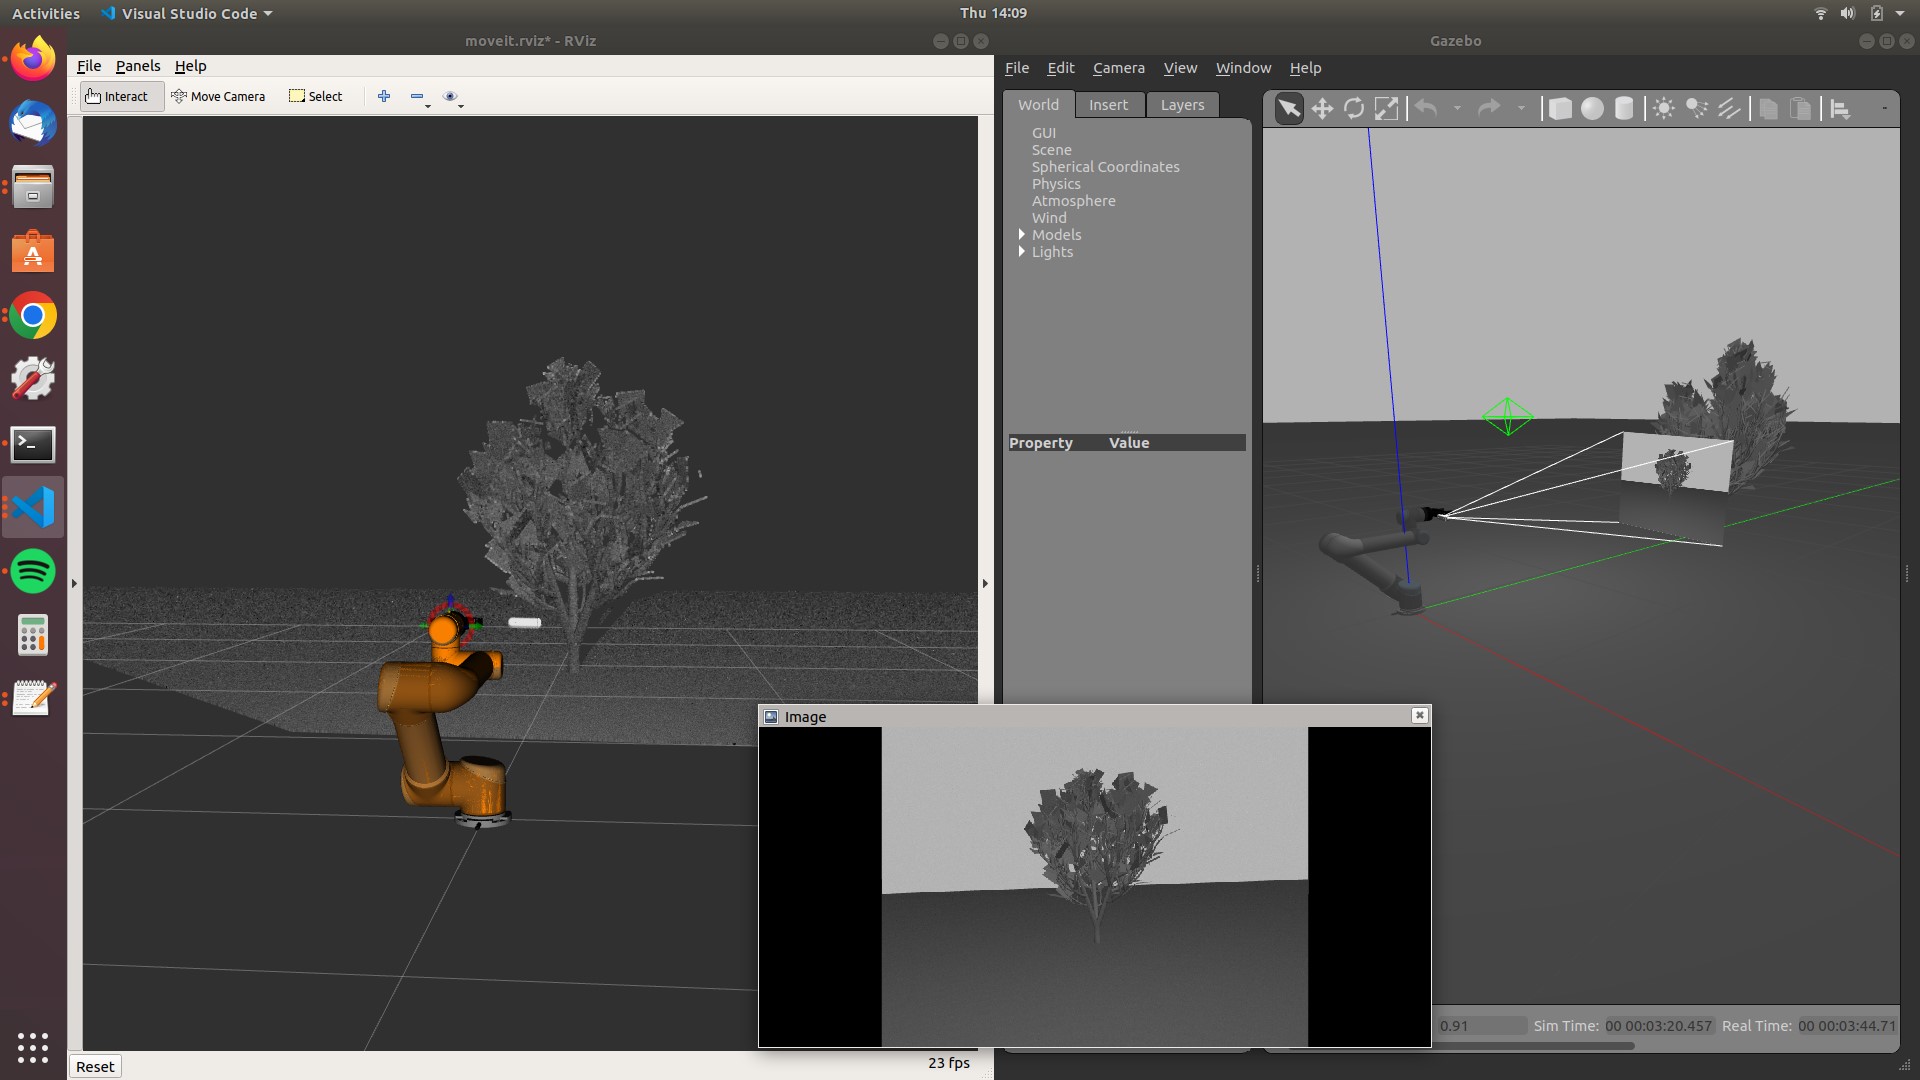 Activities Visual Studio Code Thu 14:09
moveit.rviz* - RViz
File Panels Help
Interact Move Camera Select
Reset 23 fps
Gazebo
File Edit Camera View Window Help
World Insert Layers
GUI
Scene
Spherical Coordinates
Physics
Atmosphere
Wind
Models
Lights
Property Value
Image
0.91 Sim Time: 00 00:03:20.457 Real Time: 00 00:03:44.71